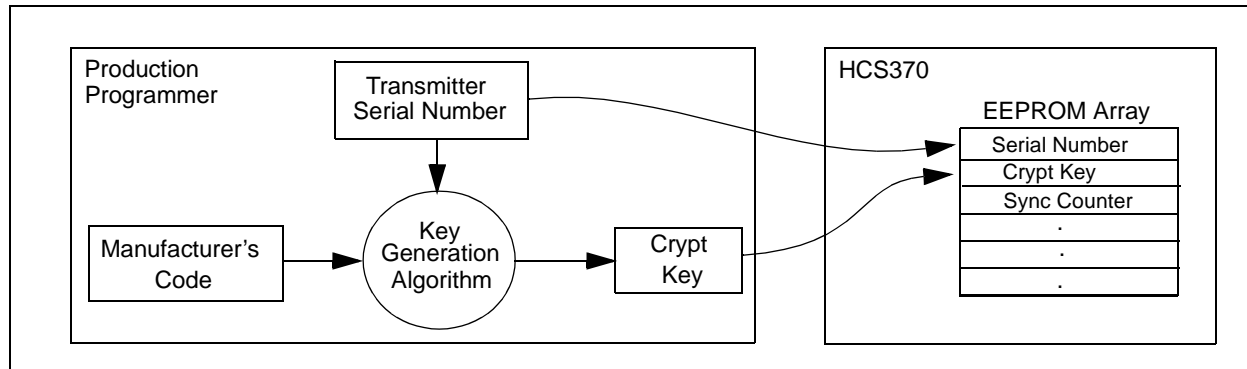 Production
Programmer
Transmitter
Serial Number
Manufacturer's
Code
Key
Generation
Algorithm
Crypt
Key
HCS370
EEPROM Array
Serial Number
Crypt Key
Sync Counter
.
.
.